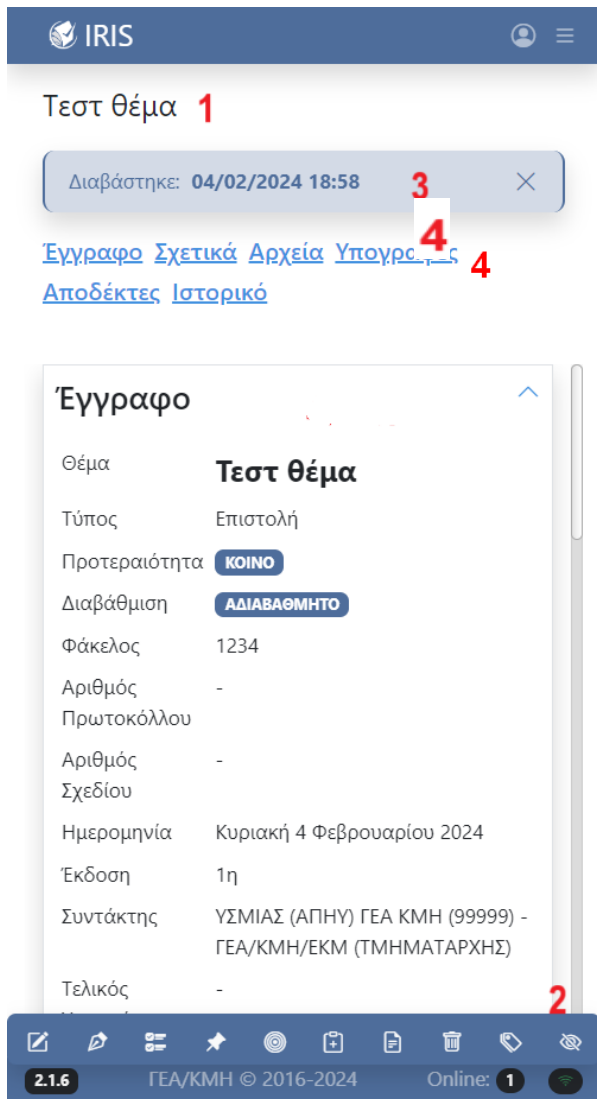 IRIS
Τεστ θέμα 1
Διαβάστηκε: 04/02/2024 18:58 3
4
Έγγραφο Σχετικά Αρχεία 4
Αποδέκτες Ιστορικό
Έγγραφο
Θέμα Τεστ θέμα
Τύπος Επιστολή
Προτεραιότητα ΚΟΙΝΟ
Διαβάθμιση ΑΔΙΑΒΑΘΜΗΤΟ
Φάκελος 1234
Αριθμός -
Πρωτοκόλλου
Αριθμός -
Σχεδίου
Ημερομηνία Κυριακή 4 Φεβρουαρίου 2024
Έκδοση 1η
Συντάκτης ΥΣΜΙΑΣ (ΑΠΗΥ) ΓΕΑ ΚΜΗ (99999) -
ΓΕΑ/ΚΜΗ/ΕΚΜ (ΤΜΗΜΑΤΑΡΧΗΣ)
Τελικός -
2
2.1.6 ΓΕΑ/ΚΜΗ © 2016-2024 Online: 1